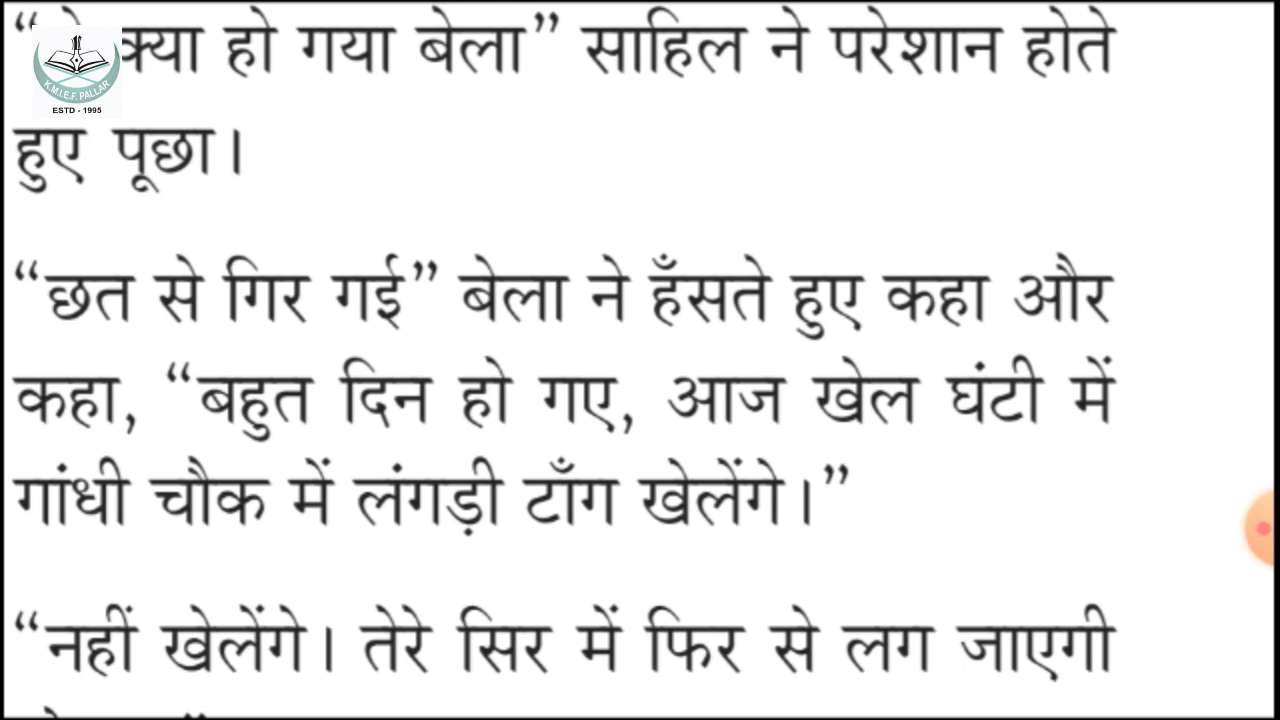 “ क्या हो गया बेला” साहिल ने परेशान होते
K.M.I.E.F. PALLAR
ESTD - 1995
हुए पूछा।
“छत से गिर गई” बेला ने हँसते हुए कहा और
कहा, “बहुत दिन हो गए, आज खेल घंटी में
गांधी चौक में लंगड़ी टाँग खेलेंगे।”
“नहीं खेलेंगे। तेरे सिर में फिर से लग जाएगी